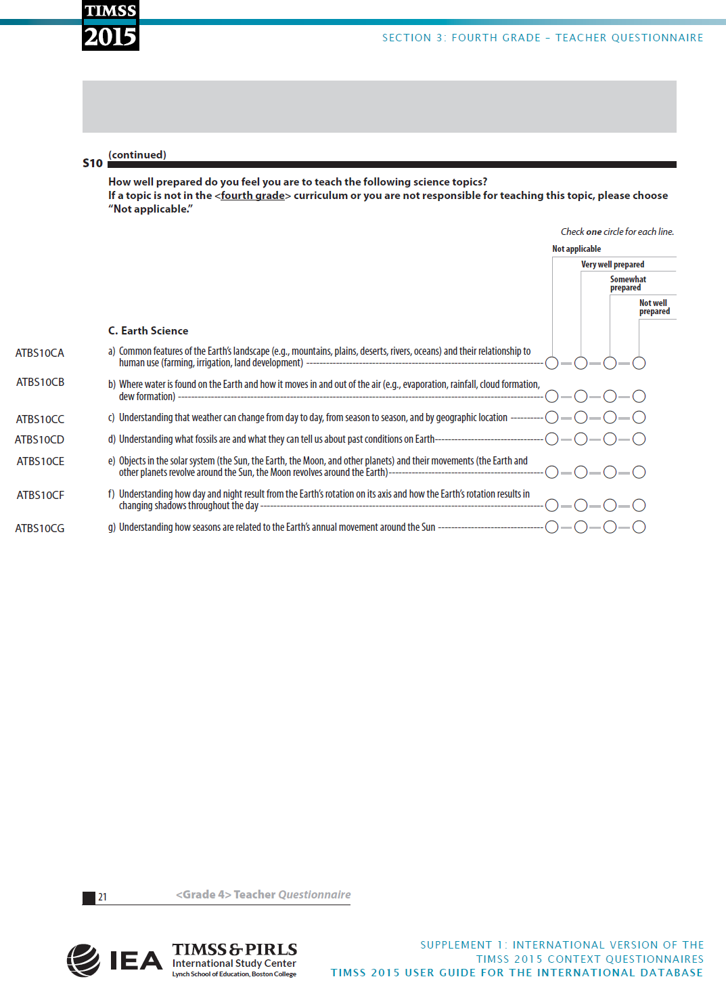 TIMSS
2015
SECTION 3: FOURTH GRADE – TEACHER QUESTIONNAIRE
(continued)
S10
How well prepared do you feel you are to teach the following science topics?
If a topic is not in the <fourth grade> curriculum or you are not responsible for teaching this topic, please choose
“Not applicable.”
Check one circle for each line.
Not applicable
Very well prepared
Somewhat
prepared
Not well
prepared
C. Earth Science
ATBS10CA
a) Common features of the Earth’s landscape (e.g., mountains, plains, deserts, rivers, oceans) and their relationship to
human use (farming, irrigation, land development)
ATBS10CB
b) Where water is found on the Earth and how it moves in and out of the air (e.g., evaporation, rainfall, cloud formation,
dew formation)
ATBS10CC
c) Understanding that weather can change from day to day, from season to season, and by geographic location
ATBS10CD
d) Understanding what fossils are and what they can tell us about past conditions on Earth
ATBS10CE
e) Objects in the solar system (the Sun, the Earth, the Moon, and other planets) and their movements (the Earth and
other planets revolve around the Sun, the Moon revolves around the Earth)
ATBS10CF
f) Understanding how day and night result from the Earth’s rotation on its axis and how the Earth’s rotation results in
changing shadows throughout the day
ATBS10CG
g) Understanding how seasons are related to the Earth’s annual movement around the Sun
21
<Grade 4> Teacher Questionnaire
IEA
TIMSS & PIRLS
International Study Center
Lynch School of Education, Boston College
SUPPLEMENT 1: INTERNATIONAL VERSION OF THE
TIMSS 2015 CONTEXT QUESTIONNAIRES
TIMSS 2015 USER GUIDE FOR THE INTERNATIONAL DATABASE